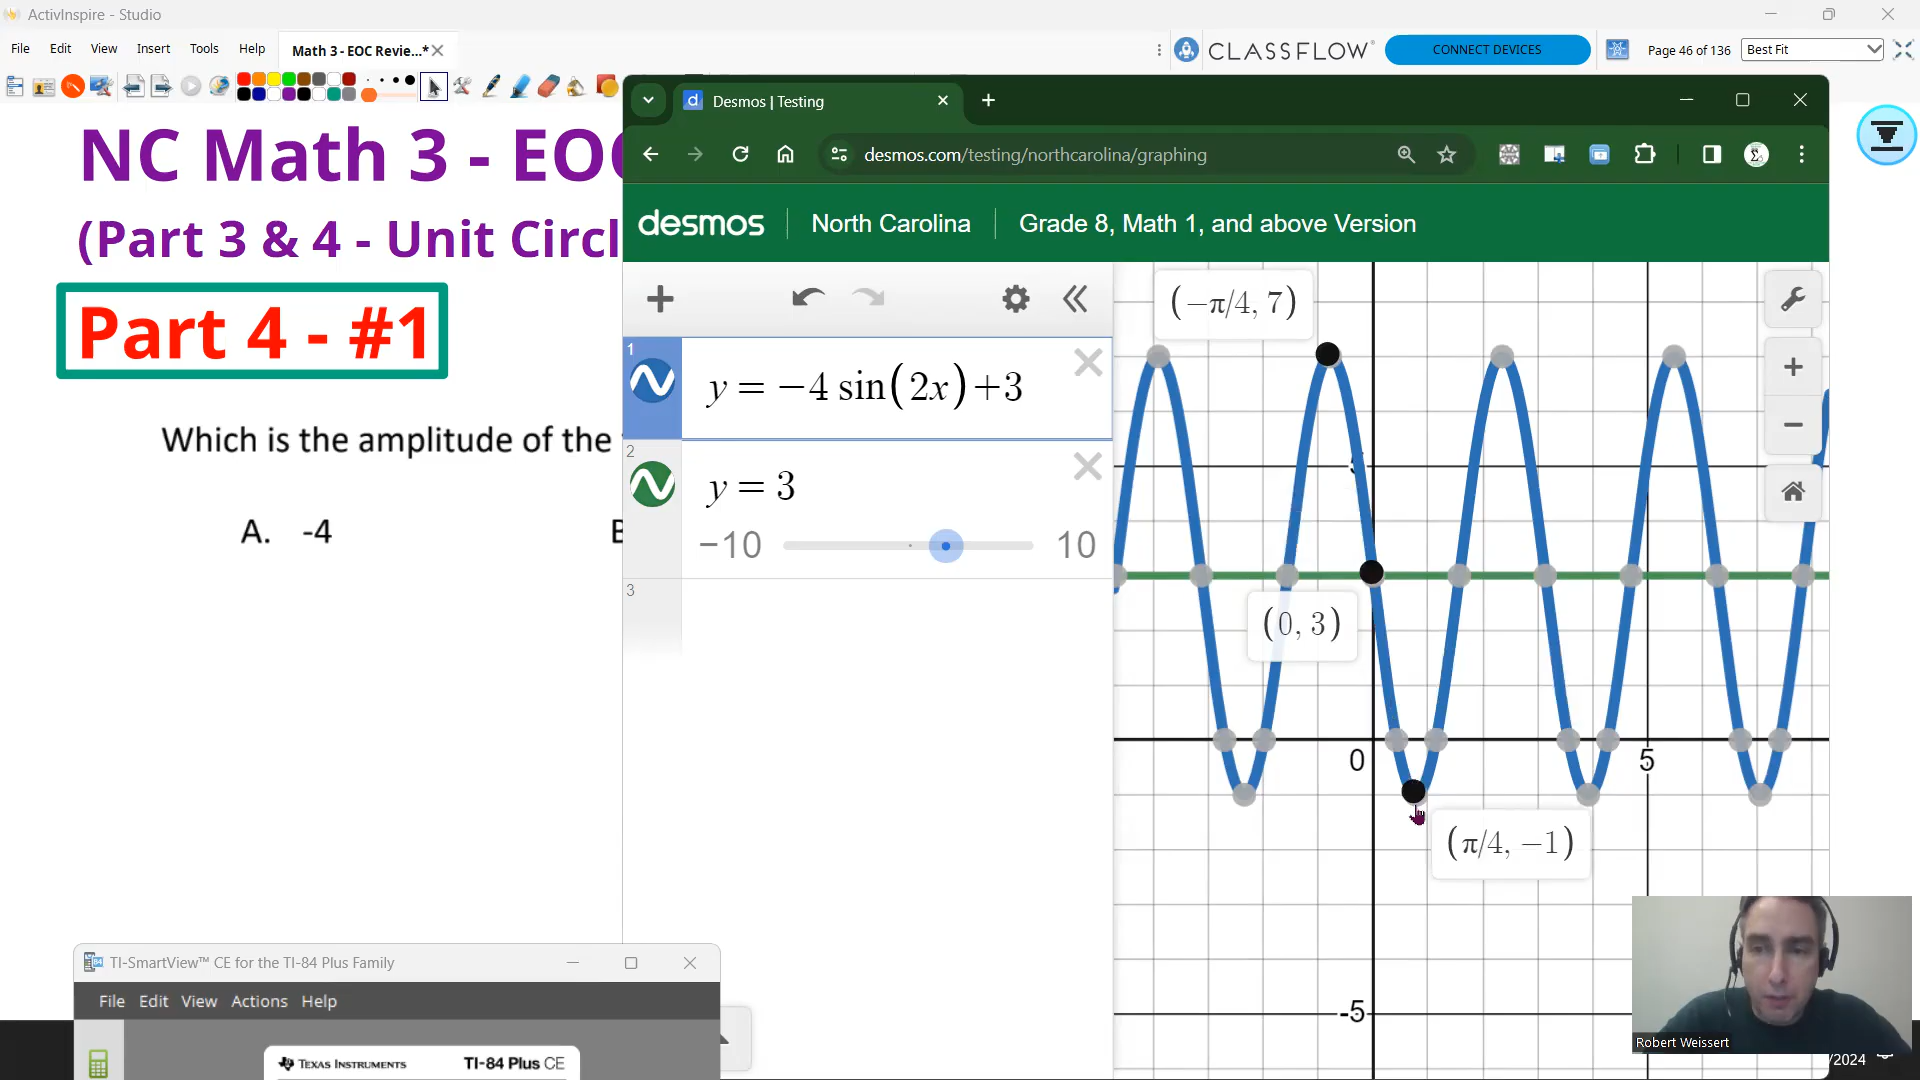 ActivInspire - Studio
File Edit View Insert Tools Help
Math 3 - EOC Revie...*
CLASSFLOW
CONNECT DEVICES
Page 46 of 136
Best Fit
NC Math 3 - EOC
(Part 3 & 4 - Unit Circl
Part 4 - #1
Which is the amplitude of the
A. -4
Desmos | Testing
desmos.com/testing/northcarolina/graphing
desmos North Carolina Grade 8, Math 1, and above Version
1
y = −4 sin(2x)+3
2
y = 3
−10 10
3
(−π/4, 7)
5
(0, 3)
0 5
(π/4, −1)
-5
TI-SmartView™ CE for the TI-84 Plus Family
File Edit View Actions Help
TEXAS INSTRUMENTS TI-84 Plus CE
Robert Weissert
/2024